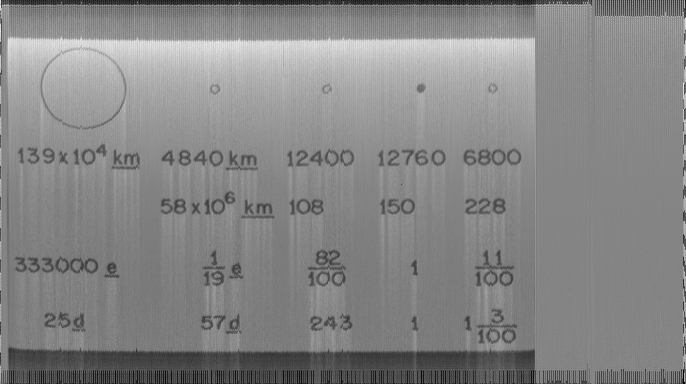 139x10⁴ km 4840 km 12400 12760 6800
58x10⁶ km 108 150 228
333000 e 1/19 e 82/100 1 11/100
25d 57d 243 1 1 3/100